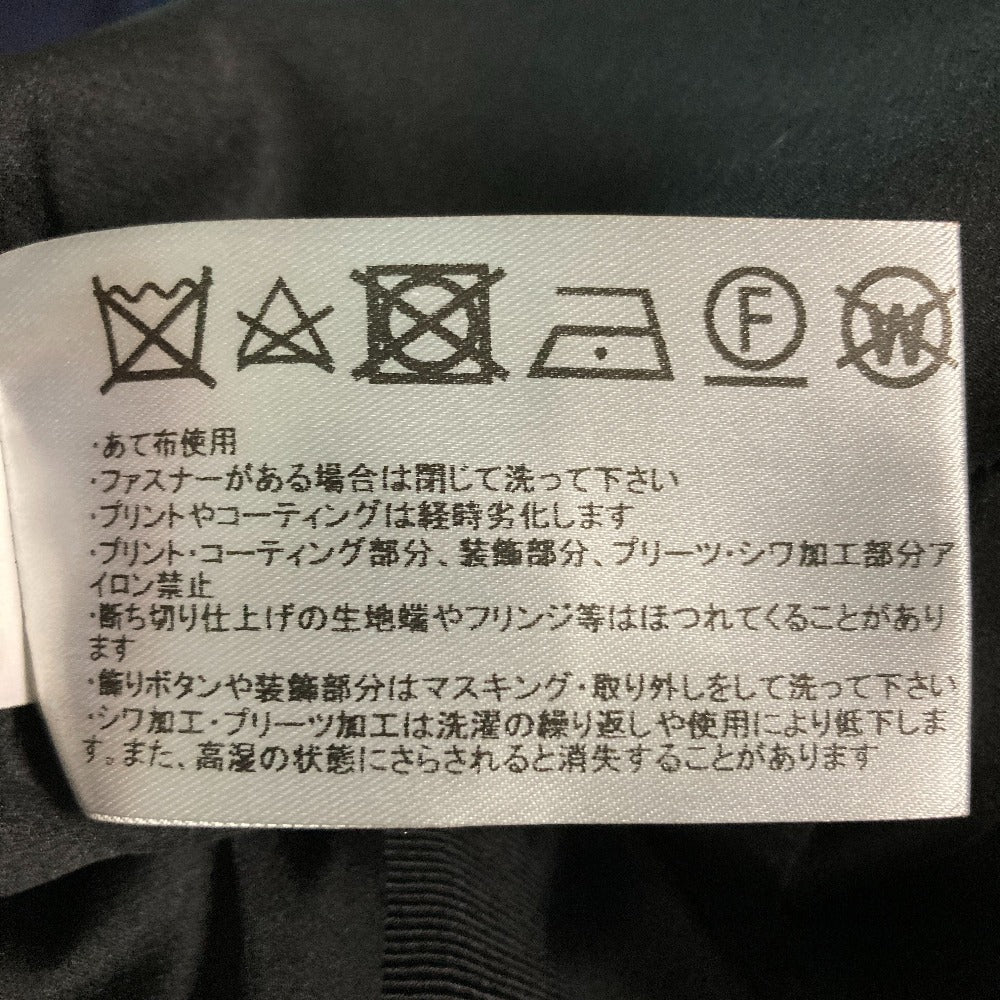 F W
・あて布使用
・ファスナーがある場合は閉じて洗って下さい
・プリントやコーティングは経時劣化します
・プリント・コーティング部分、装飾部分、プリーツ・シワ加工部分ア
イロン禁止
・断ち切り仕上げの生地端やフリンジ等はほつれてくることがあり
ます
・飾りボタンや装飾部分はマスキング・取り外しをして洗って下さい
・シワ加工・プリーツ加工は洗濯の繰り返しや使用により低下しま
す。また、高湿の状態にさらされると消失することがあります